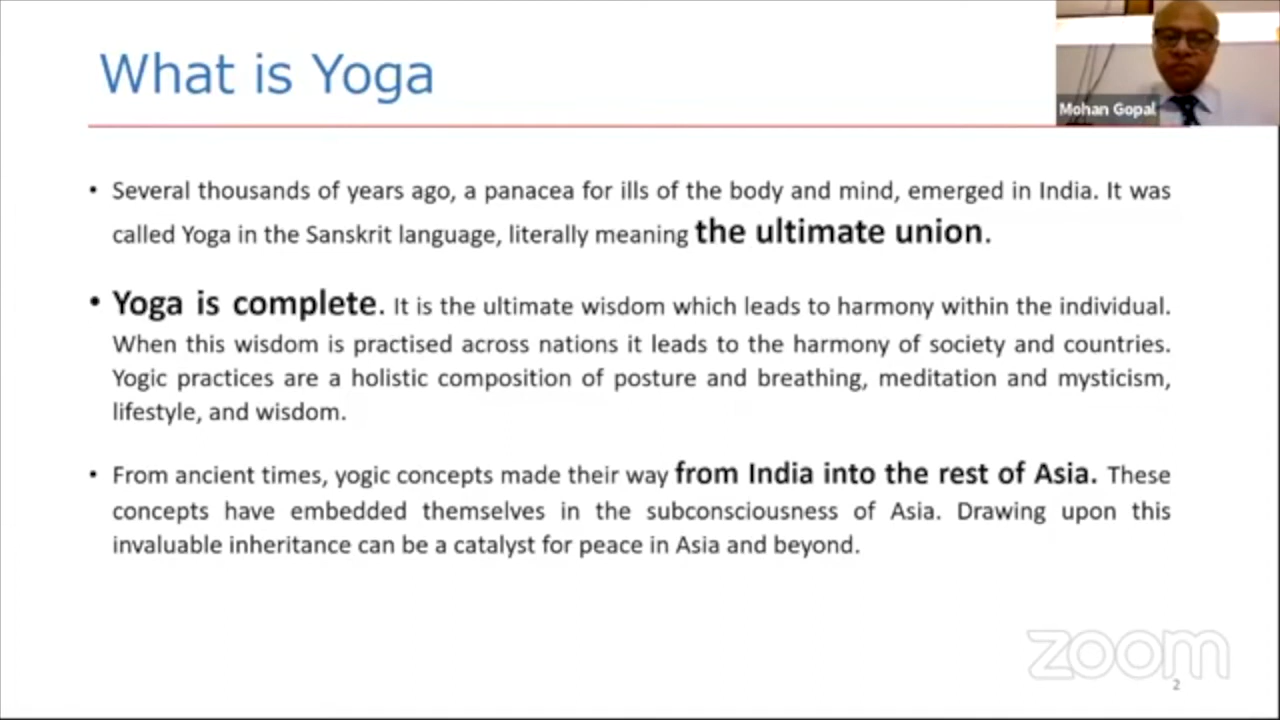 What is Yoga
Mohan Gopal
• Several thousands of years ago, a panacea for ills of the body and mind, emerged in India. It was
called Yoga in the Sanskrit language, literally meaning the ultimate union.
• Yoga is complete. It is the ultimate wisdom which leads to harmony within the individual.
When this wisdom is practised across nations it leads to the harmony of society and countries.
Yogic practices are a holistic composition of posture and breathing, meditation and mysticism,
lifestyle, and wisdom.
• From ancient times, yogic concepts made their way from India into the rest of Asia. These
concepts have embedded themselves in the subconsciousness of Asia. Drawing upon this
invaluable inheritance can be a catalyst for peace in Asia and beyond.
zoom
2